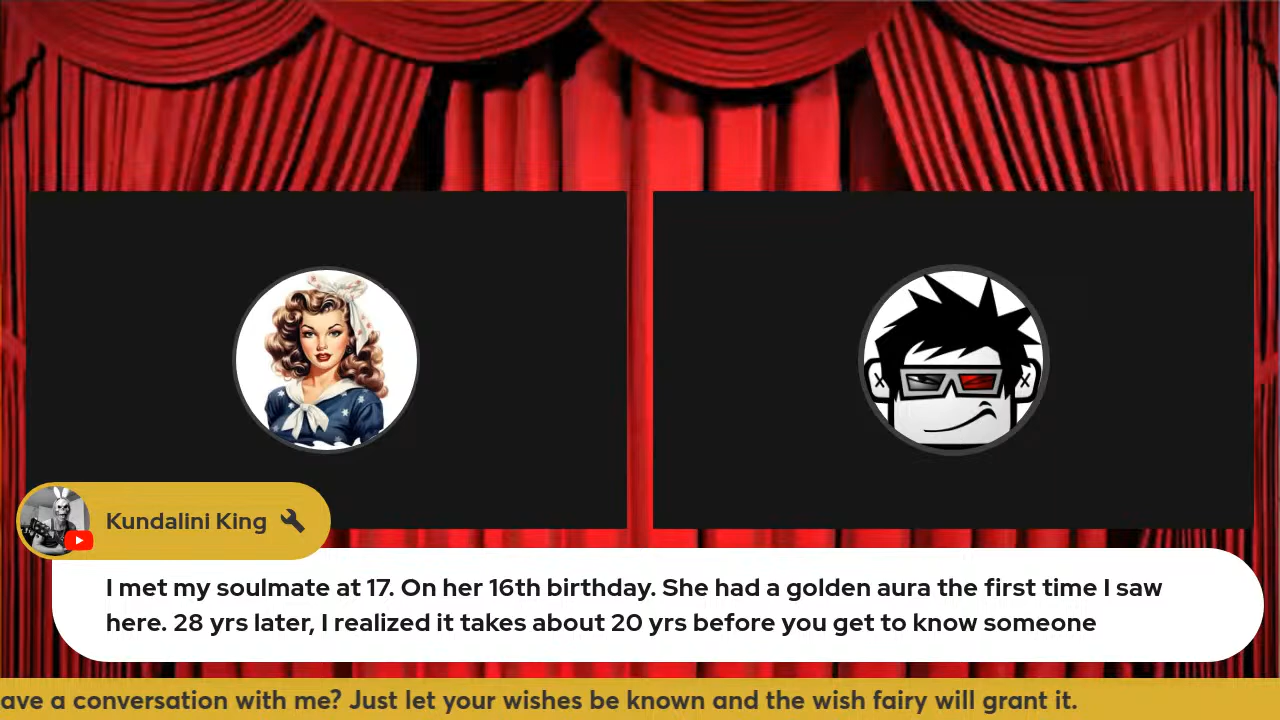 Kundalini King
I met my soulmate at 17. On her 16th birthday. She had a golden aura the first time I saw
here. 28 yrs later, I realized it takes about 20 yrs before you get to know someone
ave a conversation with me? Just let your wishes be known and the wish fairy will grant it.